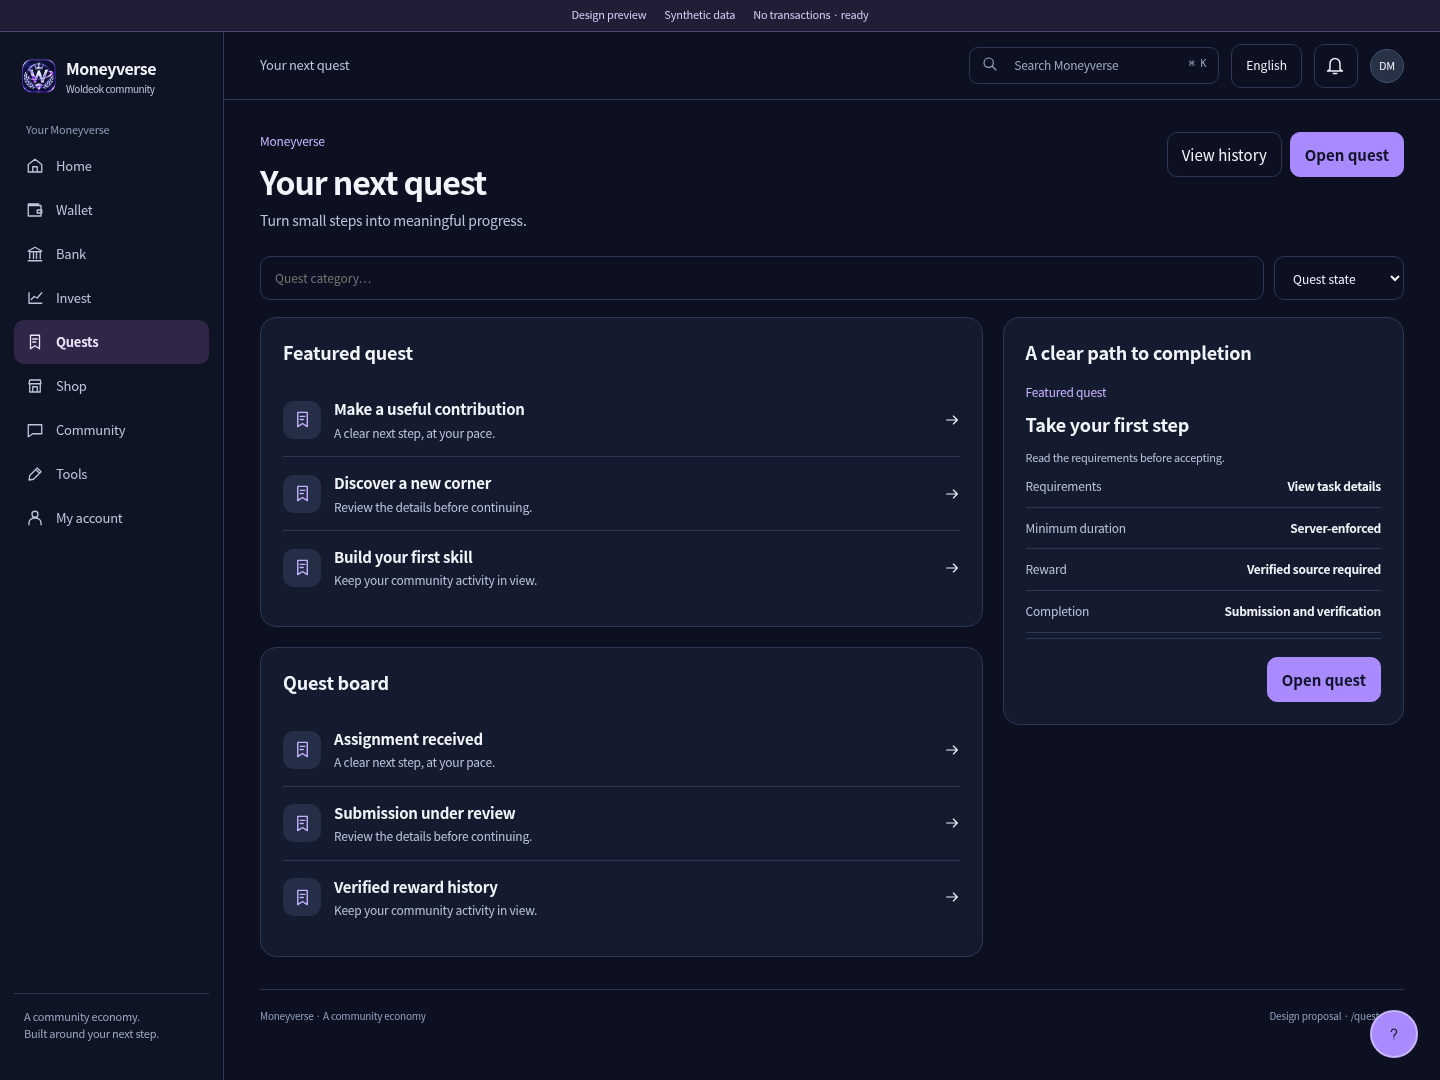 Design preview Synthetic data No transactions · ready
Moneyverse
Woldeok community
Your Moneyverse
Home
Wallet
Bank
Invest
Quests
Shop
Community
Tools
My account
A community economy.
Built around your next step.
Your next quest
Search Moneyverse ⌘ K
English
DM
Moneyverse
Your next quest
Turn small steps into meaningful progress.
View history
Open quest
Quest category…
Quest state
Featured quest
Make a useful contribution
A clear next step, at your pace.
Discover a new corner
Review the details before continuing.
Build your first skill
Keep your community activity in view.
Quest board
Assignment received
A clear next step, at your pace.
Submission under review
Review the details before continuing.
Verified reward history
Keep your community activity in view.
A clear path to completion
Featured quest
Take your first step
Read the requirements before accepting.
Requirements View task details
Minimum duration Server-enforced
Reward Verified source required
Completion Submission and verification
Open quest
Moneyverse · A community economy
Design proposal ·
?